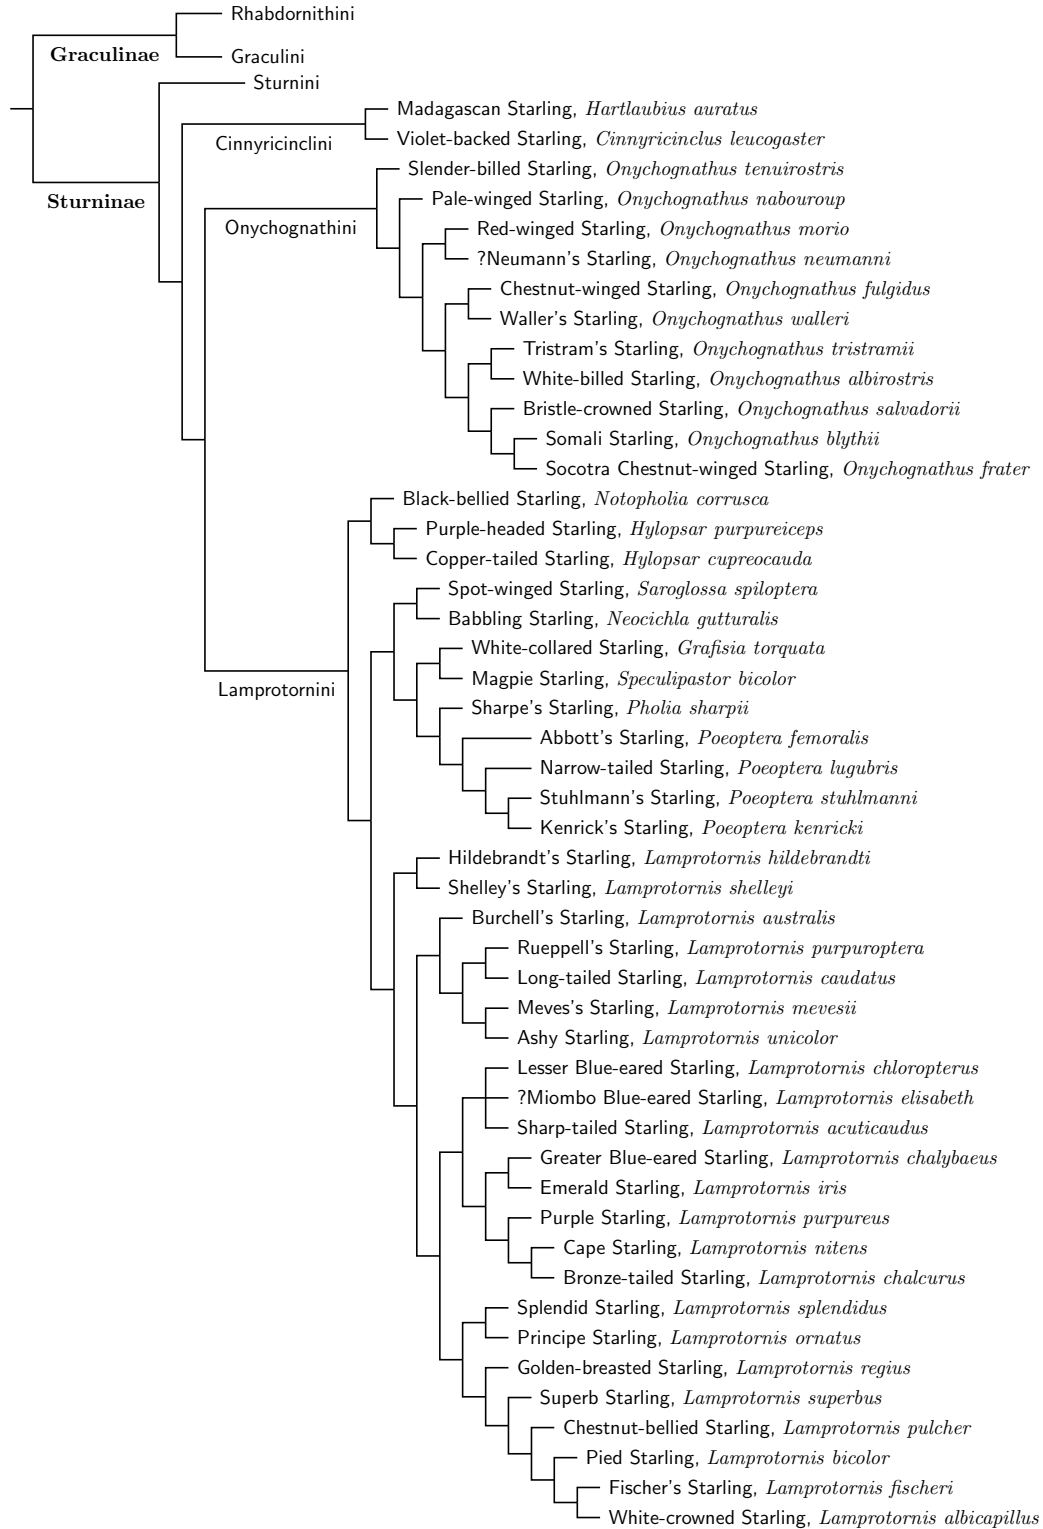 Rhabdornithini
Graculinae
Graculini
Sturnini
Madagascan Starling, Hartlaubius auratus
Violet-backed Starling, Cinnyricinclus leucogaster
Cinnyricinclini
Slender-billed Starling, Onychognathus tenuirostris
Pale-winged Starling, Onychognathus nabouroup
Sturninae
Onychognathini
Red-winged Starling, Onychognathus morio
?Neumann's Starling, Onychognathus neumanni
Chestnut-winged Starling, Onychognathus fulgidus
Waller's Starling, Onychognathus walleri
Tristram's Starling, Onychognathus tristramii
White-billed Starling, Onychognathus albirostris
Bristle-crowned Starling, Onychognathus salvadorii
Somali Starling, Onychognathus blythii
Socotra Chestnut-winged Starling, Onychognathus frater
Black-bellied Starling, Notopholia corrusca
Purple-headed Starling, Hylopsar purpureiceps
Copper-tailed Starling, Hylopsar cupreocauda
Spot-winged Starling, Saroglossa spiloptera
Babbling Starling, Neocichla gutturalis
White-collared Starling, Grafisia torquata
Magpie Starling, Speculipastor bicolor
Lamprotornini
Sharpe's Starling, Pholia sharpii
Abbott's Starling, Poeoptera femoralis
Narrow-tailed Starling, Poeoptera lugubris
Stuhlmann's Starling, Poeoptera stuhlmanni
Kenrick's Starling, Poeoptera kenricki
Hildebrandt's Starling, Lamprotornis hildebrandti
Shelley's Starling, Lamprotornis shelleyi
Burchell's Starling, Lamprotornis australis
Rueppell's Starling, Lamprotornis purpuroptera
Long-tailed Starling, Lamprotornis caudatus
Meves's Starling, Lamprotornis mevesii
Ashy Starling, Lamprotornis unicolor
Lesser Blue-eared Starling, Lamprotornis chloropterus
?Miombo Blue-eared Starling, Lamprotornis elisabeth
Sharp-tailed Starling, Lamprotornis acuticaudus
Greater Blue-eared Starling, Lamprotornis chalybaeus
Emerald Starling, Lamprotornis iris
Purple Starling, Lamprotornis purpureus
Cape Starling, Lamprotornis nitens
Bronze-tailed Starling, Lamprotornis chalcurus
Splendid Starling, Lamprotornis splendidus
Principe Starling, Lamprotornis ornatus
Golden-breasted Starling, Lamprotornis regius
Superb Starling, Lamprotornis superbus
Chestnut-bellied Starling, Lamprotornis pulcher
Pied Starling, Lamprotornis bicolor
Fischer's Starling, Lamprotornis fischeri
White-crowned Starling, Lamprotornis albicapillus